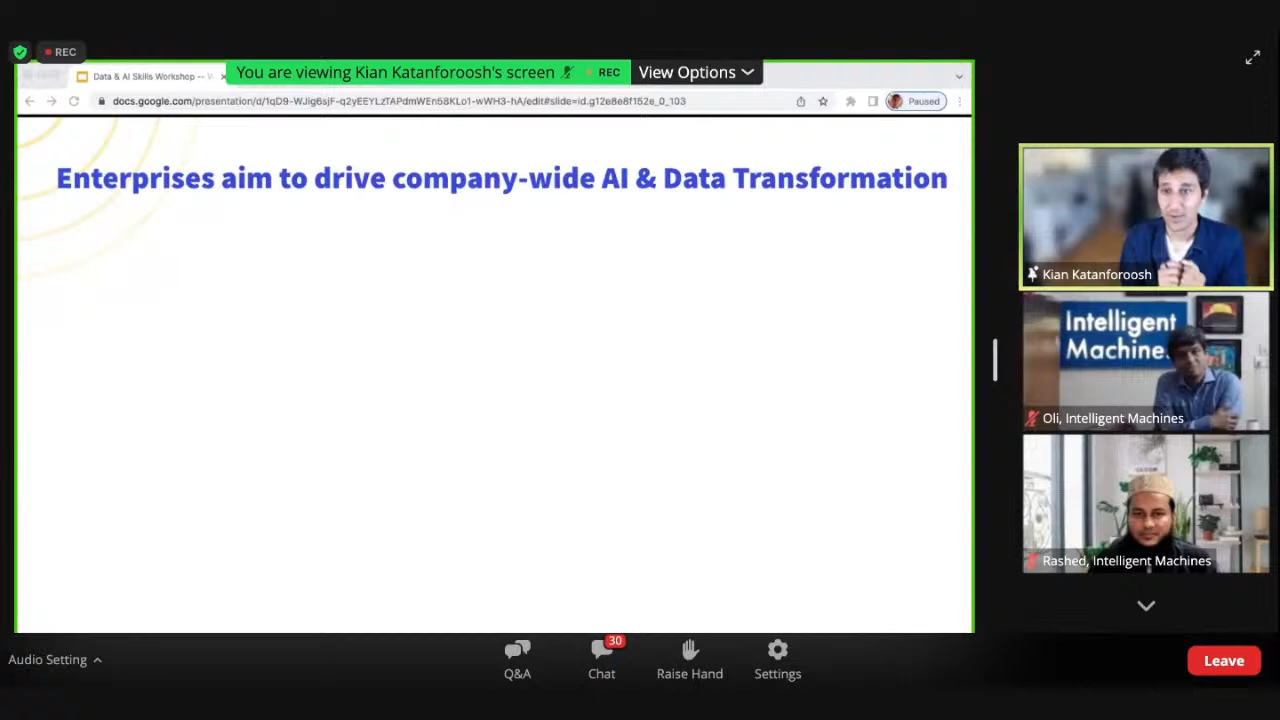 REC
You are viewing Kian Katanforoosh's screen
REC
View Options
Data & AI Skills Workshop --
docs.google.com/presentation/d/1qD9-WJig6sjF-q2yEEYLzTAPdmWEn58KLo1-wWH3-hA/edit#slide=id.g12e8e8f152e_0_103
Paused
Enterprises aim to drive company-wide AI & Data Transformation
Kian Katanforoosh
Intelligent
Machine
Oli, Intelligent Machines
Rashed, Intelligent Machines
Audio Setting
Q&A
30
Chat
Raise Hand
Settings
Leave